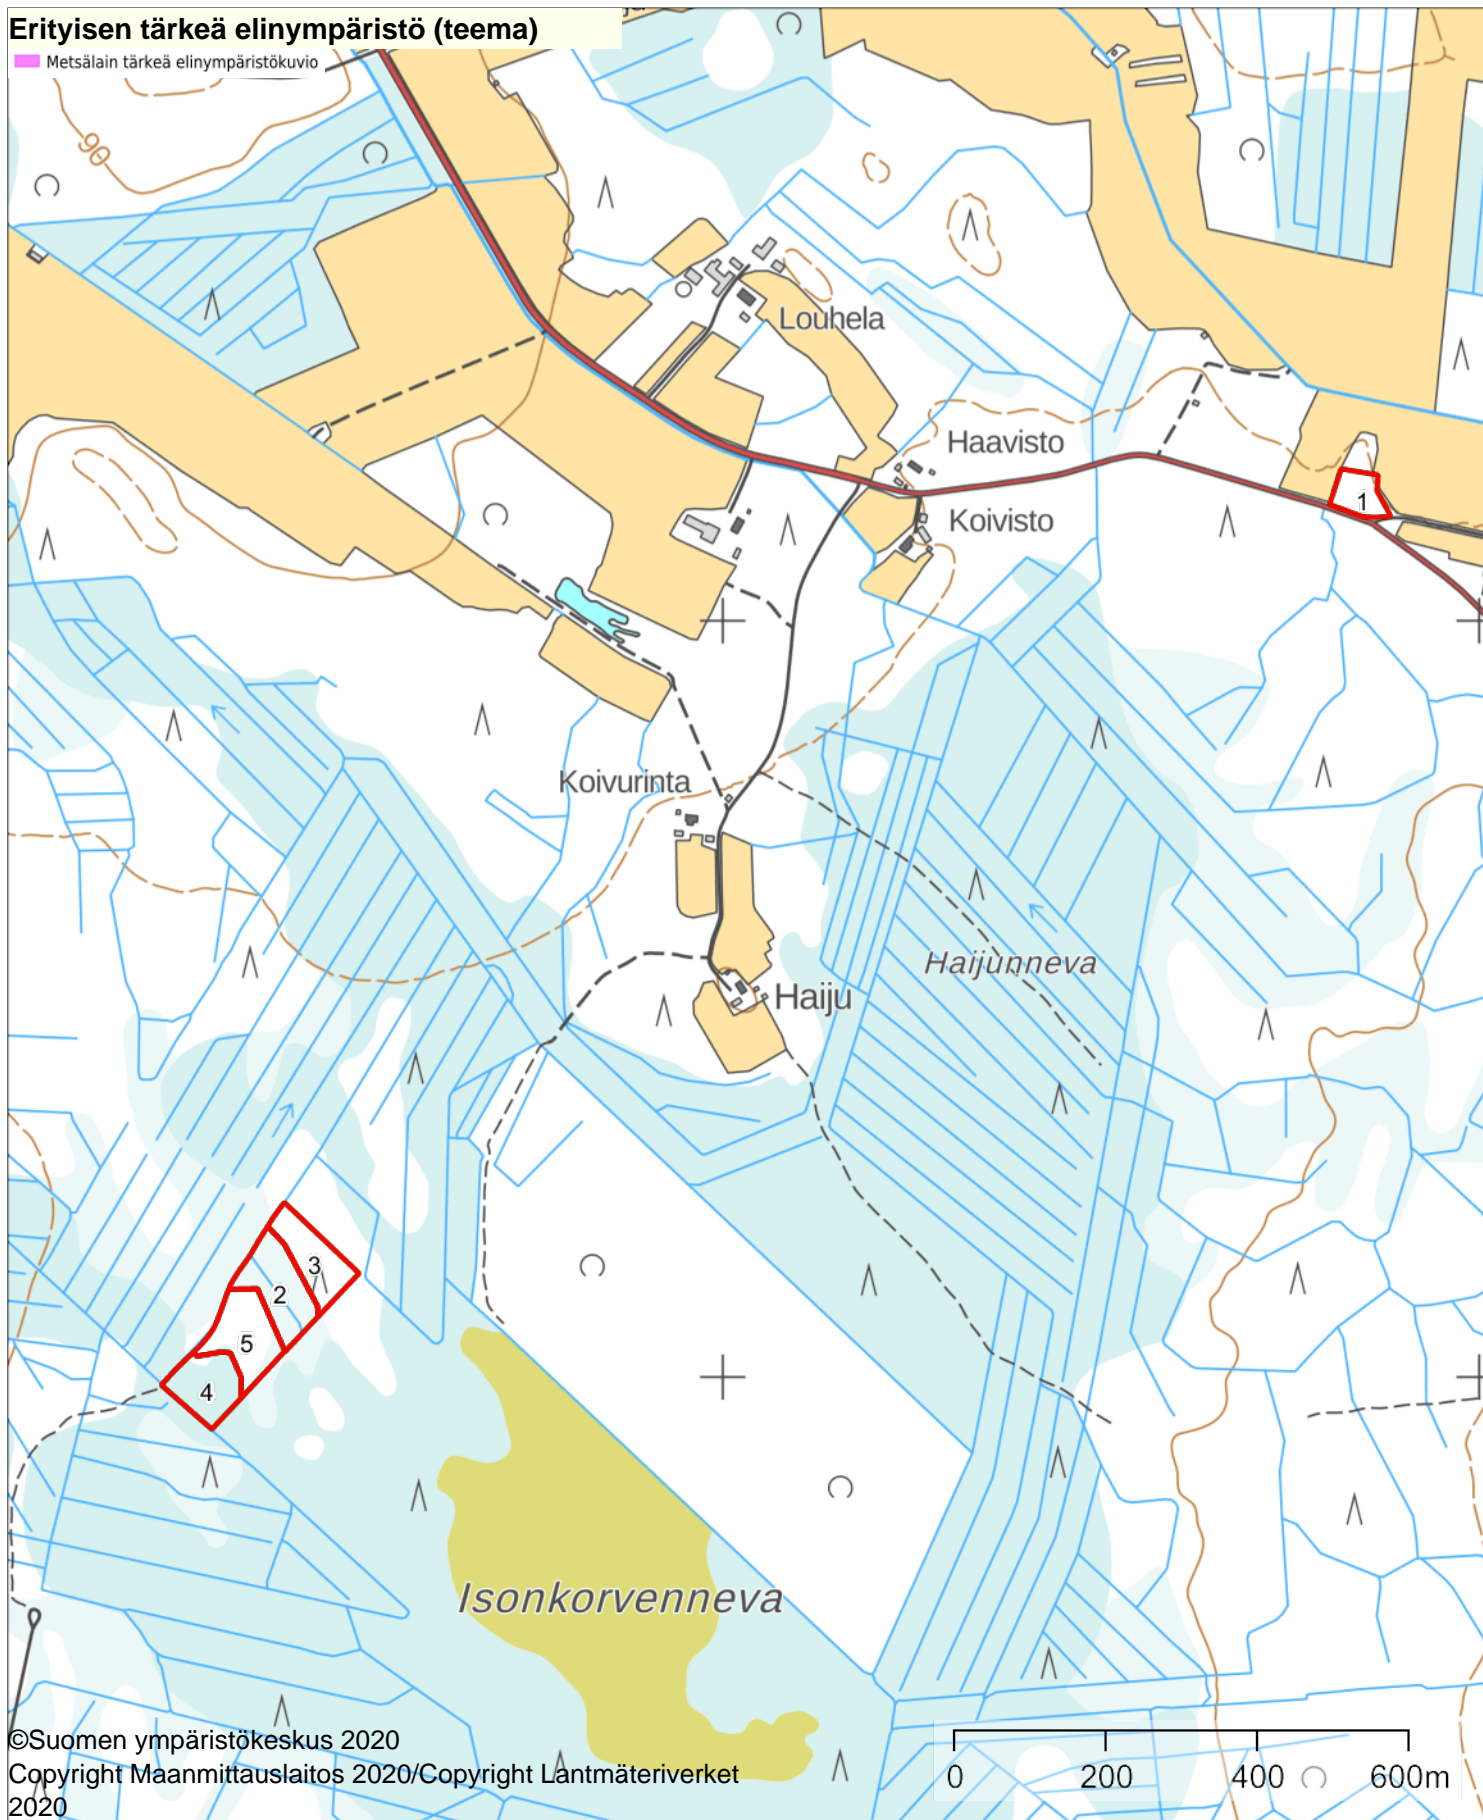 Erityisen tärkeä elinympäristö (teema)
Metsälain tärkeä elinympäristökuvio
90
Louhela
Haavisto
1
Koivisto
Koivurinta
Haijunneva
Haiju
3
2
5
4
Isonkorvenneva
©Suomen ympäristökeskus 2020
Copyright Maanmittauslaitos 2020/Copyright Lantmäteriverket
2020
0 200 400 600m